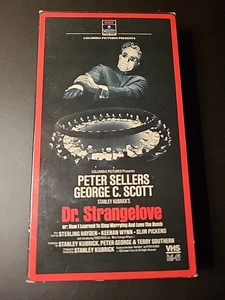 COLUMBIA PICTURES PRESENTS
COLUMBIA PICTURES Presents
PETER SELLERS
GEORGE C. SCOTT
STANLEY KUBRICK'S
Dr. Strangelove
or: How I Learned To Stop Worrying And Love The Bomb
STERLING HAYDEN · KEENAN WYNN · SLIM PICKENS
STANLEY KUBRICK, PETER GEORGE & TERRY SOUTHERN
STANLEY KUBRICK
VHS